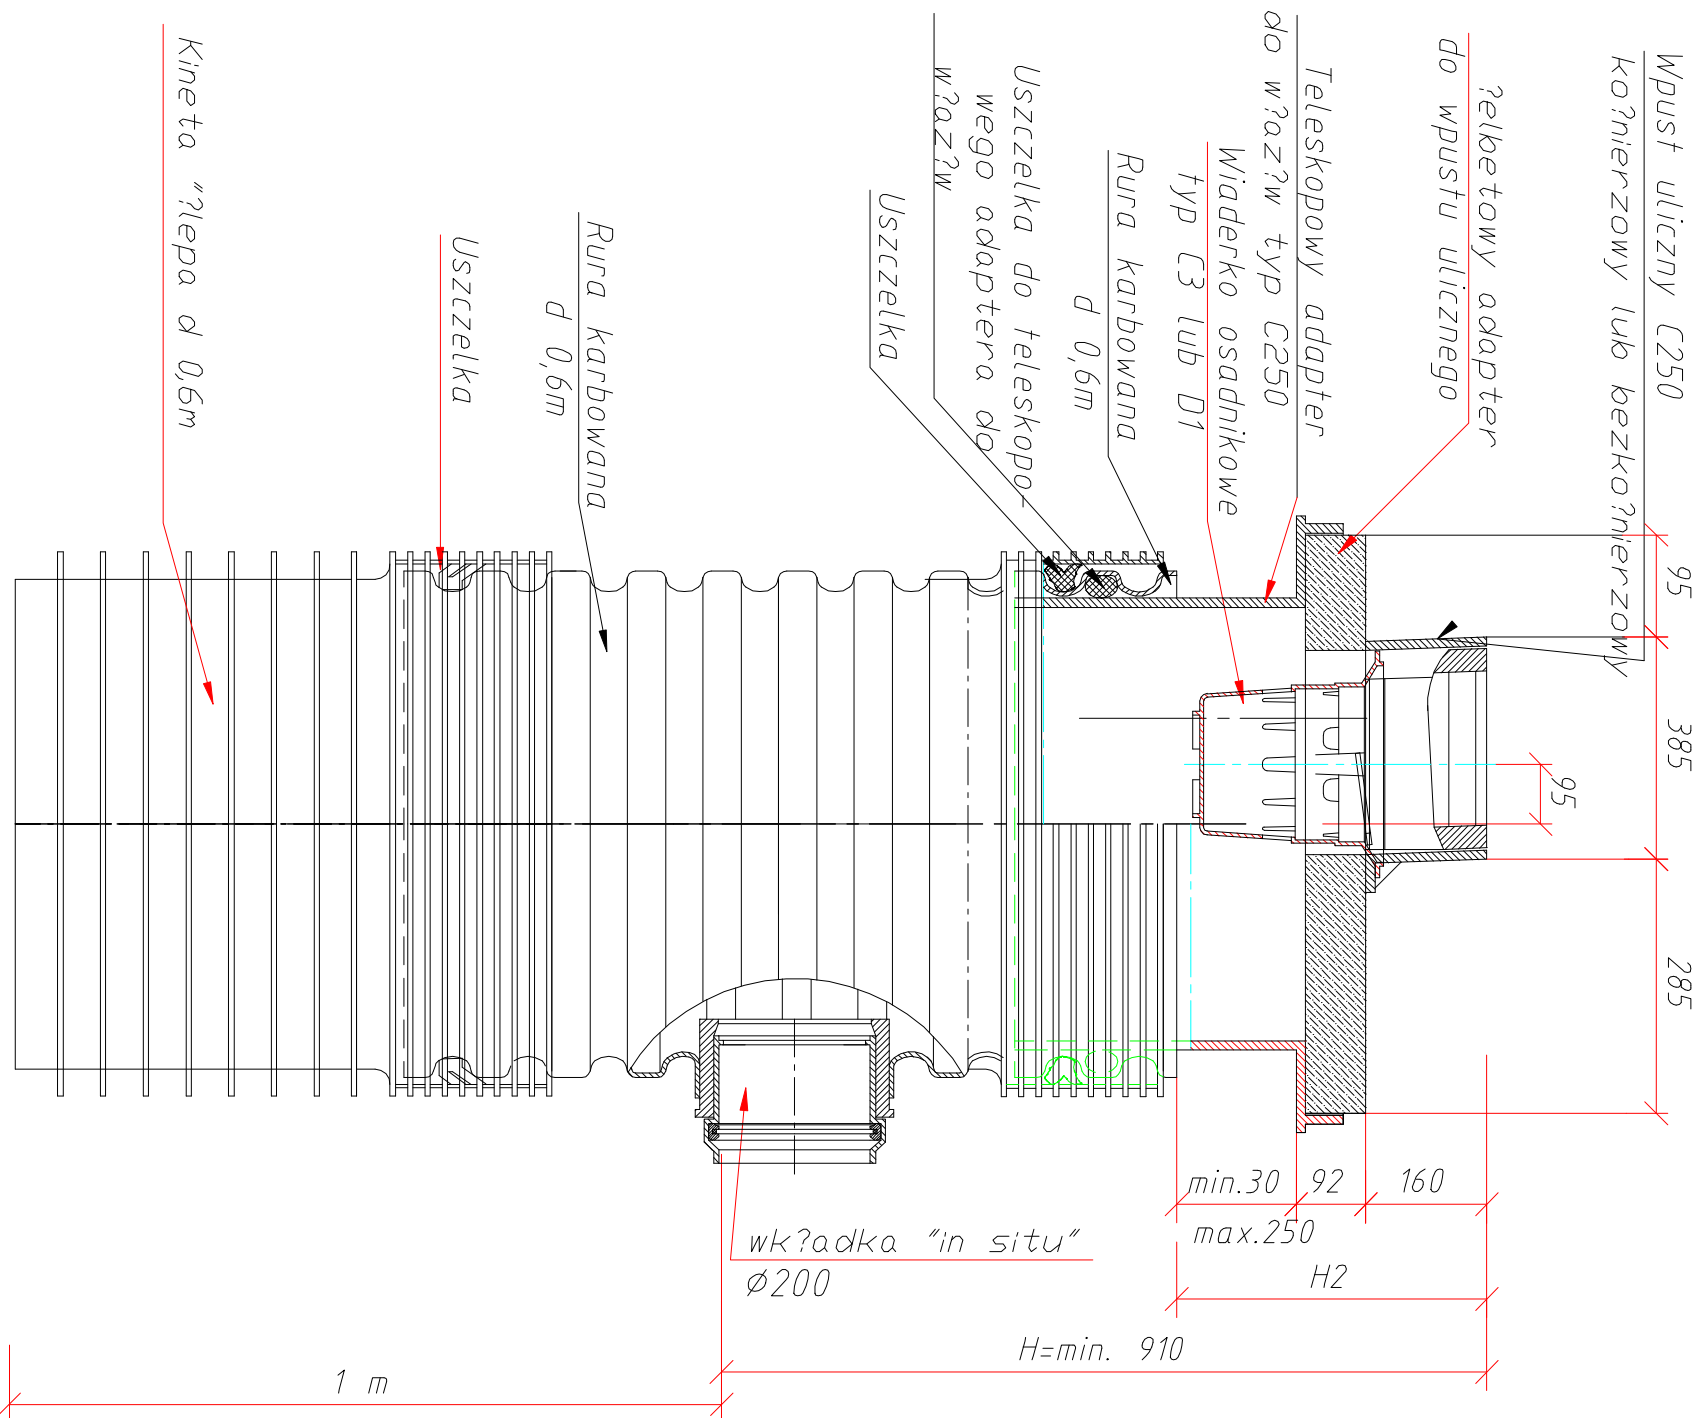 Wpust uliczny C250
ko?nierzowy lub bezko?nierzowy
?elbetowy adapter
do wpustu ulicznego
Teleskopowy adapter
do w?az?w typ C250
Wiaderko osadnikowe
typ C3 lub D1
Rura karbowana
d 0,6m
Uszczelka do teleskopo-
wego adaptera do
w?az?w
Uszczelka
Rura karbowana
d 0,6m
Uszczelka
Kineta "?lepa d 0,6m
95
385
95
285
min.30
92
160
max.250
H2
wk?adka "in situ"
Ø200
H=min. 910
1 m